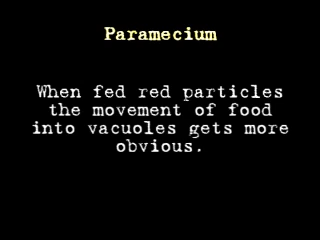 Paramecium
When fed red particles
the movement of food
into vacuoles gets more
obvious.